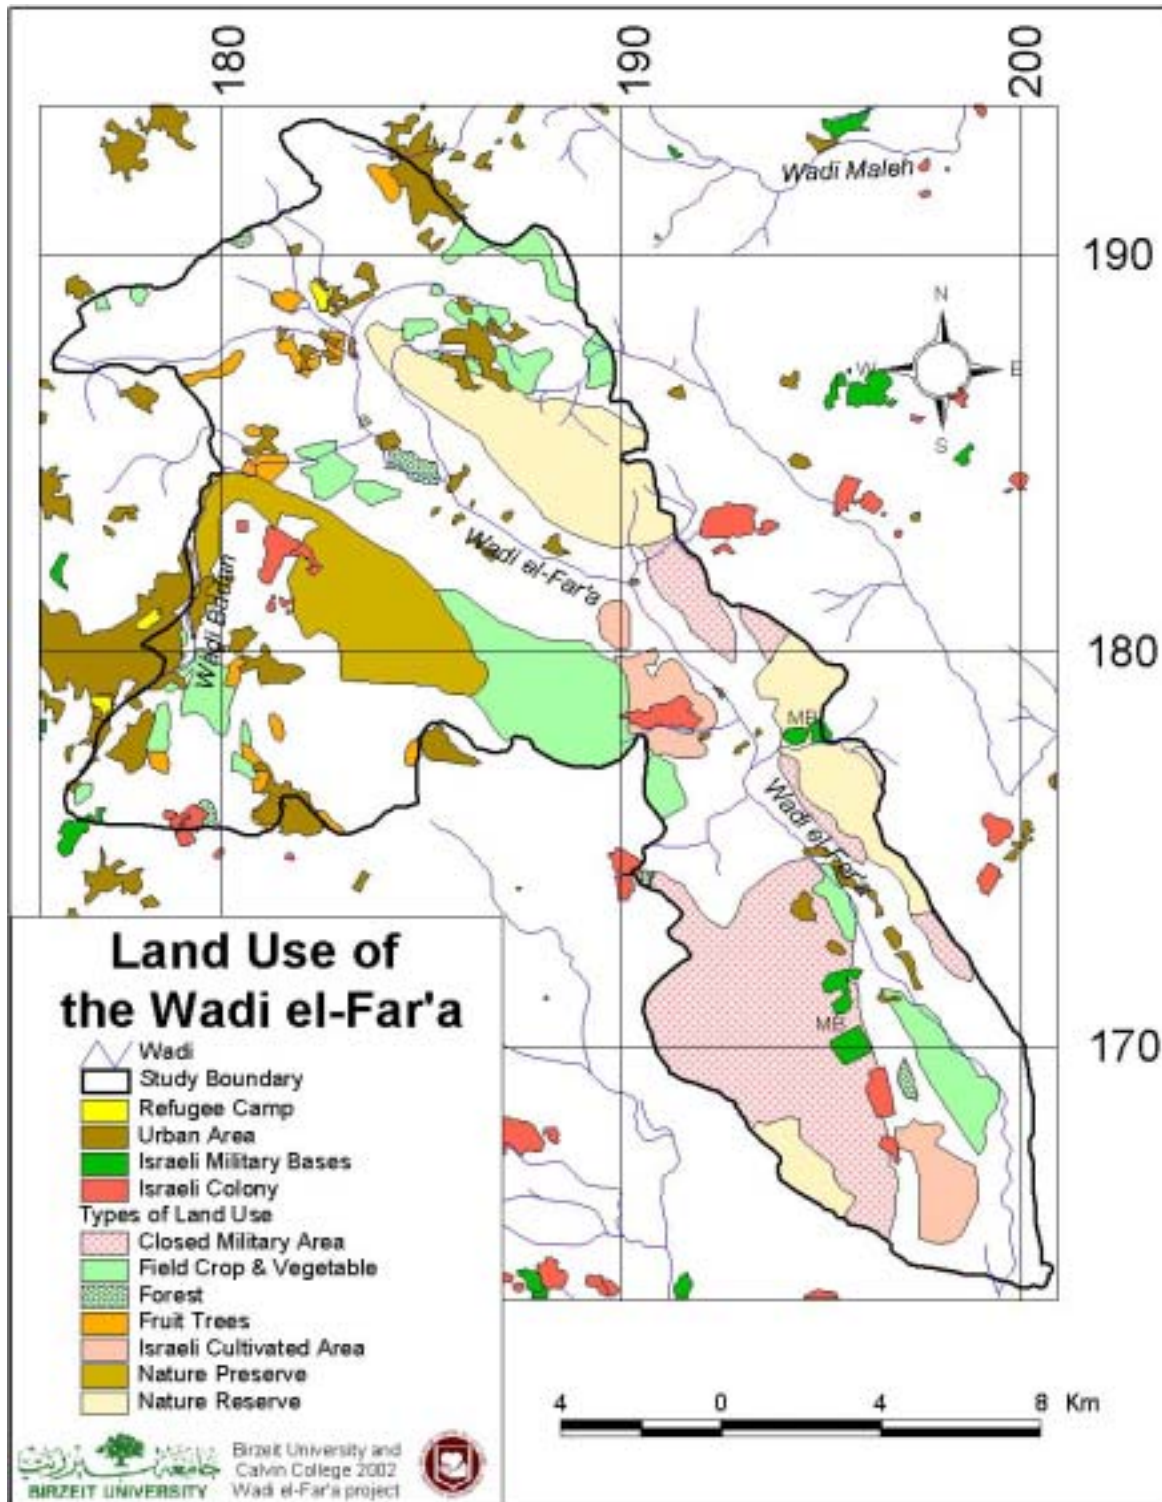 180
190
200
Wadi Maleh
190
N
W
E
S
Wadi el-Far'a
Wadi Badan
180
MB
Wadi el-Far'a
MB
170
Land Use of
the Wadi el-Far'a
Wadi
Study Boundary
Refugee Camp
Urban Area
Israeli Military Bases
Israeli Colony
Types of Land Use
Closed Military Area
Field Crop & Vegetable
Forest
Fruit Trees
Israeli Cultivated Area
Nature Preserve
Nature Reserve
4 0 4 8 Km
Birzeit University and
Calvin College 2002
Wadi el-Far'a project
BIRZEIT UNIVERSITY